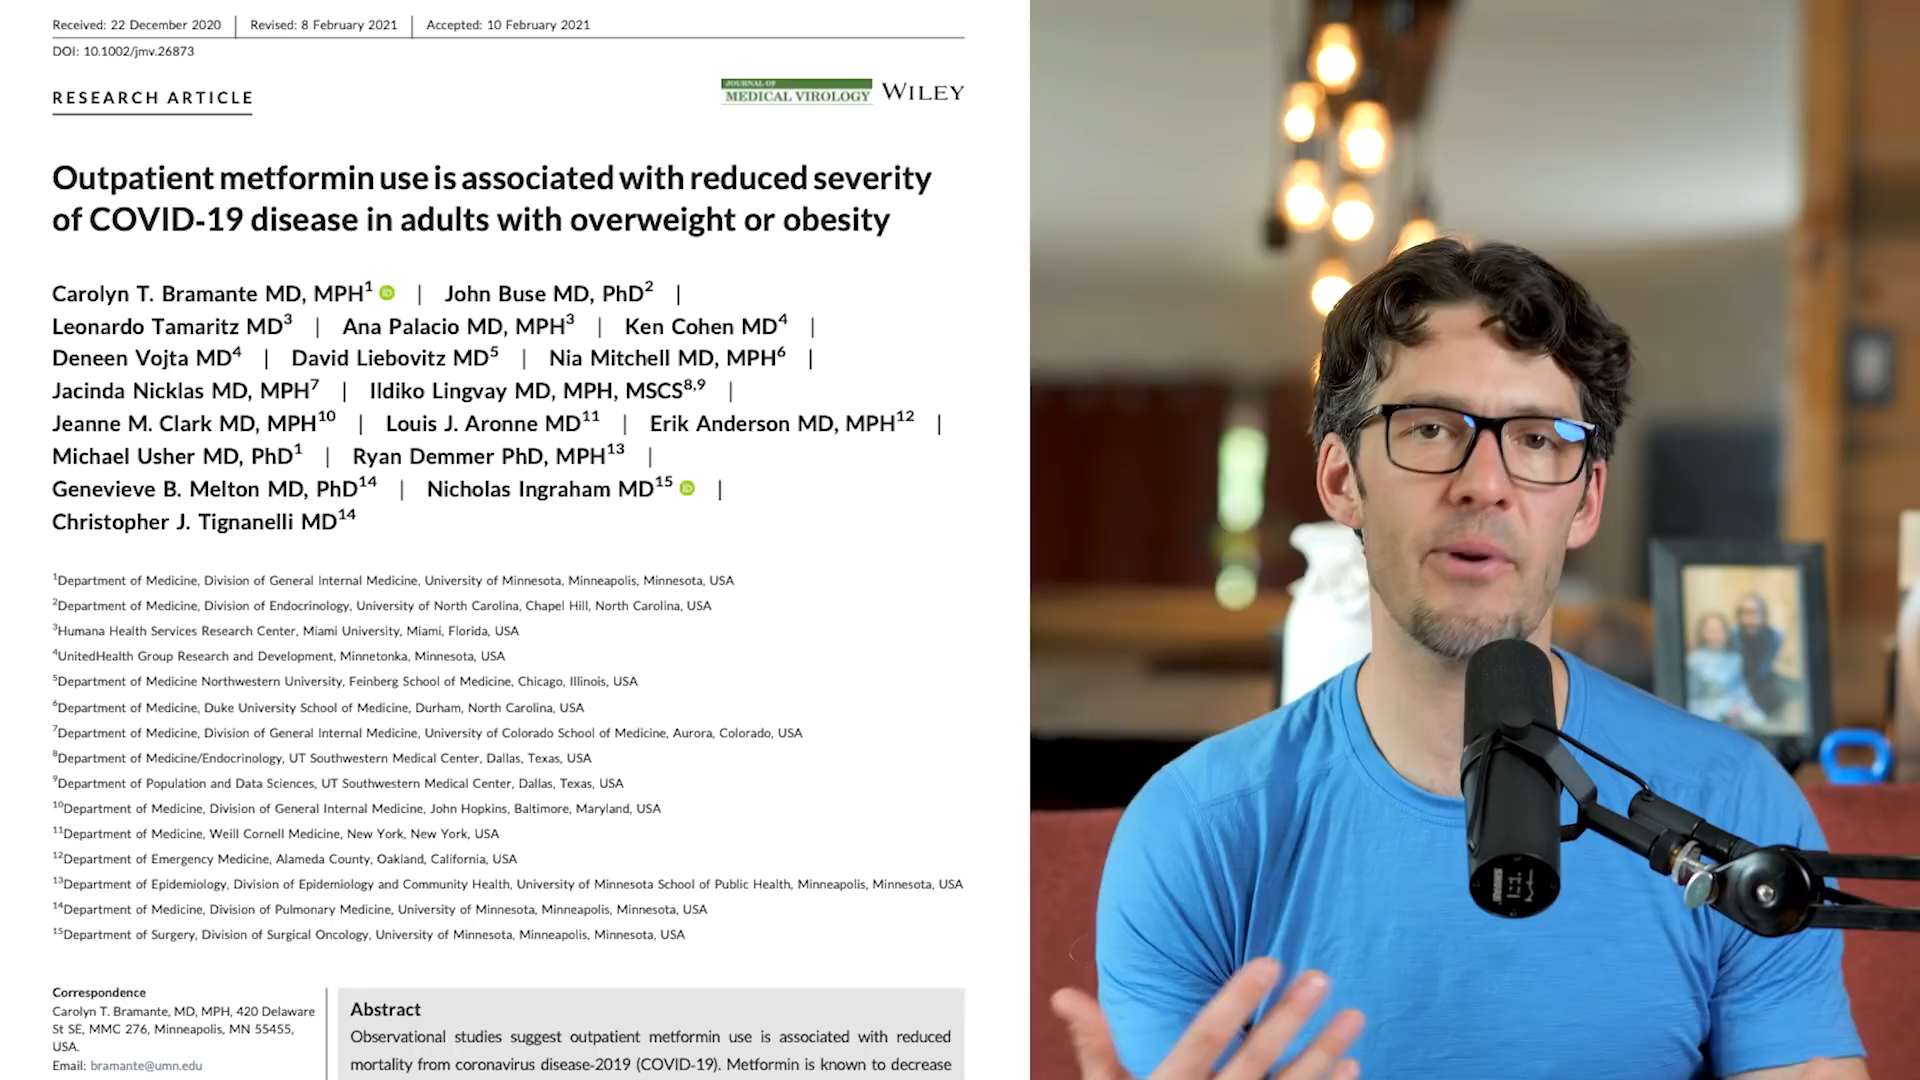 Received: 22 December 2020 | Revised: 8 February 2021 | Accepted: 10 February 2021
DOI: 10.1002/jmv.26873
RESEARCH ARTICLE
JOURNAL OF
MEDICAL VIROLOGY WILEY
Outpatient metformin use is associated with reduced severity
of COVID-19 disease in adults with overweight or obesity
Carolyn T. Bramante MD, MPH1 iD | John Buse MD, PhD2 |
Leonardo Tamaritz MD3 | Ana Palacio MD, MPH3 | Ken Cohen MD4 |
Deneen Vojta MD4 | David Liebovitz MD5 | Nia Mitchell MD, MPH6 |
Jacinda Nicklas MD, MPH7 | Ildiko Lingvay MD, MPH, MSCS8,9 |
Jeanne M. Clark MD, MPH10 | Louis J. Aronne MD11 | Erik Anderson MD, MPH12 |
Michael Usher MD, PhD1 | Ryan Demmer PhD, MPH13 |
Genevieve B. Melton MD, PhD14 | Nicholas Ingraham MD15 iD |
Christopher J. Tignanelli MD14
1Department of Medicine, Division of General Internal Medicine, University of Minnesota, Minneapolis, Minnesota, USA
2Department of Medicine, Division of Endocrinology, University of North Carolina, Chapel Hill, North Carolina, USA
3Humana Health Services Research Center, Miami University, Miami, Florida, USA
4UnitedHealth Group Research and Development, Minnetonka, Minnesota, USA
5Department of Medicine Northwestern University, Feinberg School of Medicine, Chicago, Illinois, USA
6Department of Medicine, Duke University School of Medicine, Durham, North Carolina, USA
7Department of Medicine, Division of General Internal Medicine, University of Colorado School of Medicine, Aurora, Colorado, USA
8Department of Medicine/Endocrinology, UT Southwestern Medical Center, Dallas, Texas, USA
9Department of Population and Data Sciences, UT Southwestern Medical Center, Dallas, Texas, USA
10Department of Medicine, Division of General Internal Medicine, John Hopkins, Baltimore, Maryland, USA
11Department of Medicine, Weill Cornell Medicine, New York, New York, USA
12Department of Emergency Medicine, Alameda County, Oakland, California, USA
13Department of Epidemiology, Division of Epidemiology and Community Health, University of Minnesota School of Public Health, Minneapolis, Minnesota, USA
14Department of Medicine, Division of Pulmonary Medicine, University of Minnesota, Minneapolis, Minnesota, USA
15Department of Surgery, Division of Surgical Oncology, University of Minnesota, Minneapolis, Minnesota, USA
Correspondence
Carolyn T. Bramante, MD, MPH, 420 Delaware
St SE, MMC 276, Minneapolis, MN 55455,
USA.
Email: bramante@umn.edu
Abstract
Observational studies suggest outpatient metformin use is associated with reduced
mortality from coronavirus disease-2019 (COVID-19). Metformin is known to decrease